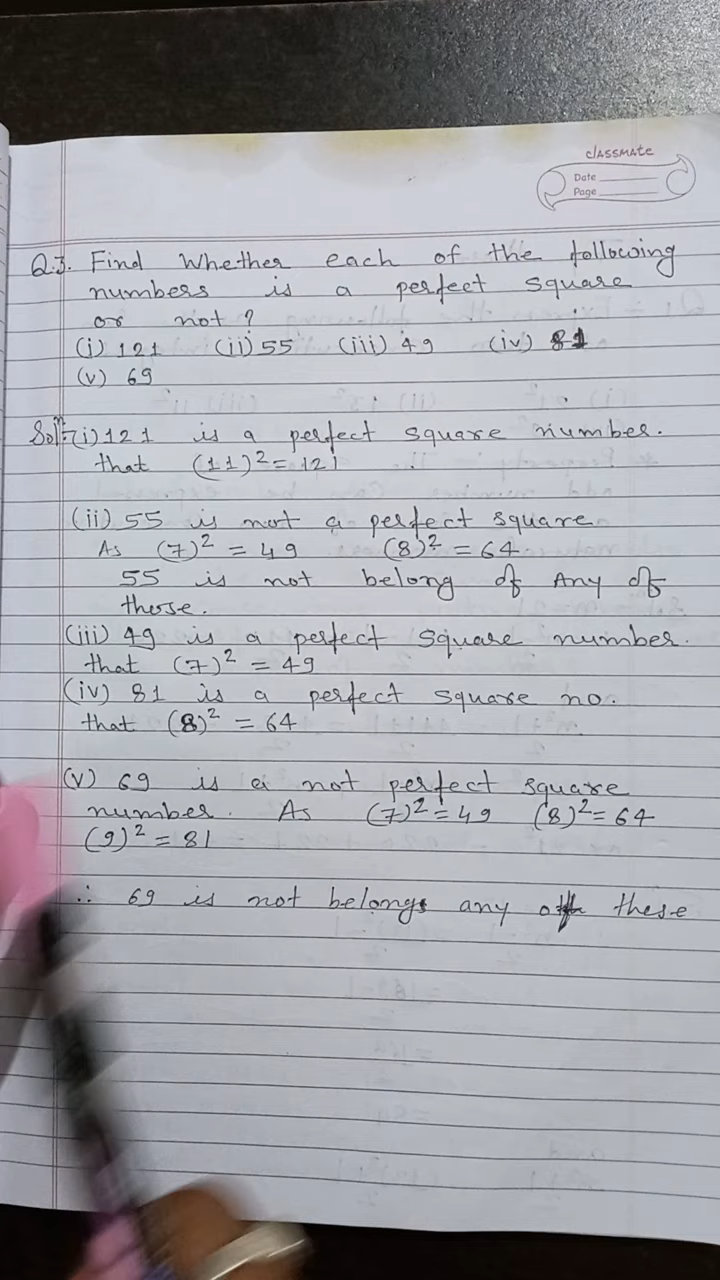 classmate
Date
Page
Q.3. Find Whether each of the following
numbers is a perfect square
or not?
(i) 121 (ii) 55 (iii) 49 (iv) 81
(v) 69
Solⁿ:- (i) 121 is a perfect square number.
that (11)² = 121
(ii) 55 is not a perfect square
As (7)² = 49 (8)² = 64
55 is not belong of Any of
these.
(iii) 49 is a perfect square number.
that (7)² = 49
(iv) 81 is a perfect square no.
that (8)² = 64
(v) 69 is a not perfect square
number. As (7)² = 49 (8)² = 64
(9)² = 81
∴ 69 is not belongs any of these